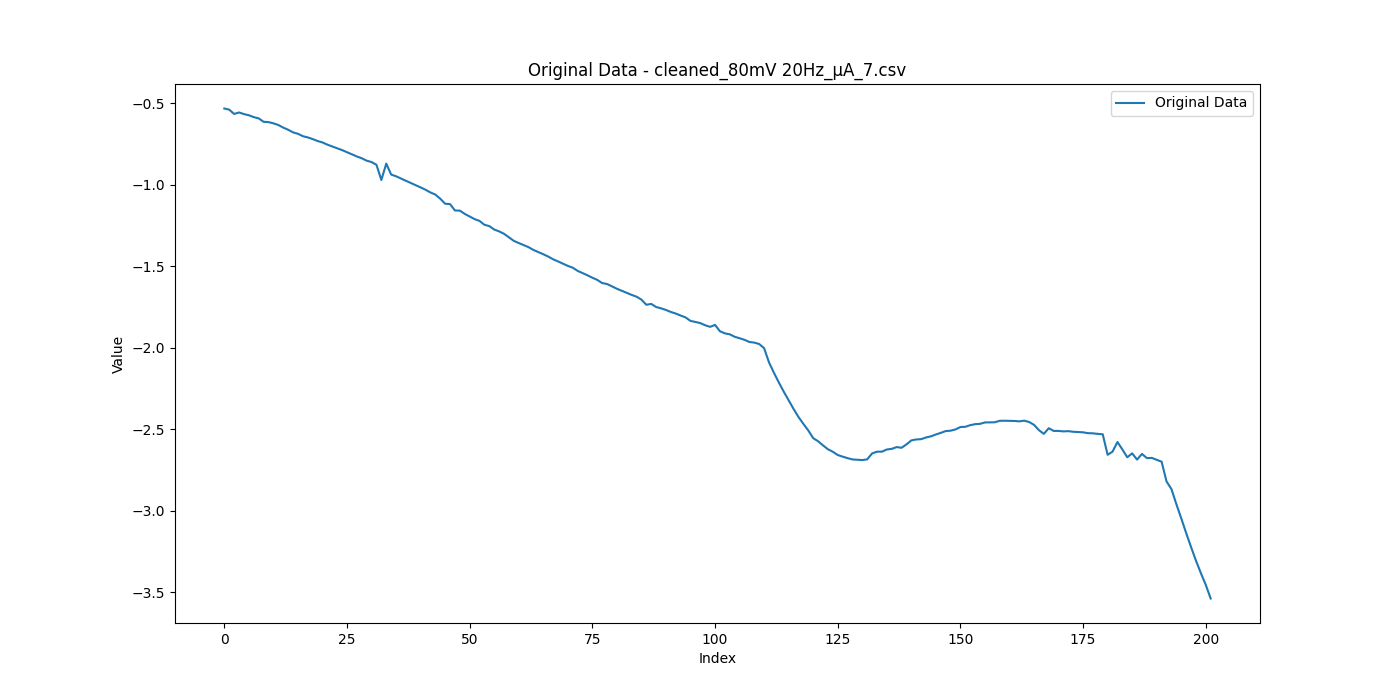 Original Data - cleaned_80mV 20Hz_μA_7.csv
Original Data
Value
−0.5
−1.0
−1.5
−2.0
−2.5
−3.0
−3.5
0 25 50 75 100 125 150 175 200
Index